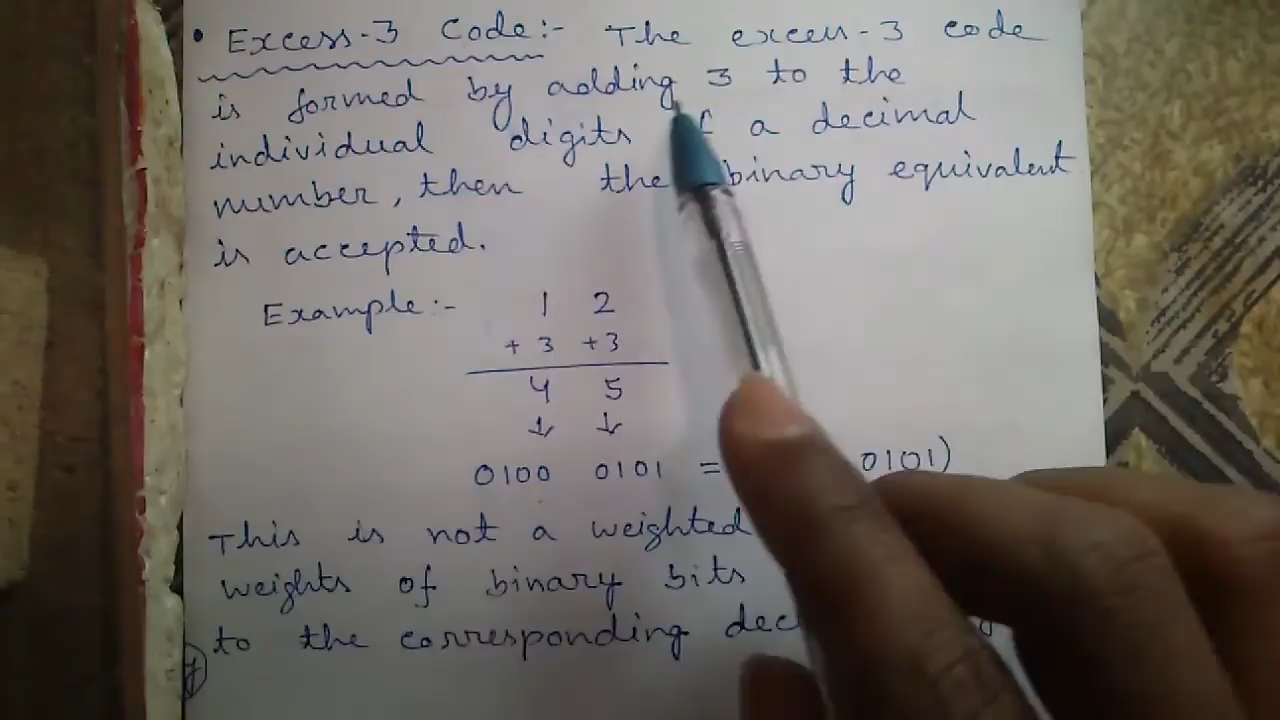 • Excess-3 Code:- The excess-3 code
is formed by adding 3 to the
individual digits of a decimal
number, then the binary equivalent
is accepted.
Example:- 1 2
+ 3 +3
4 5
↓ ↓
0100 0101 = 0101)
This is not a weighted
weights of binary bits
to the corresponding